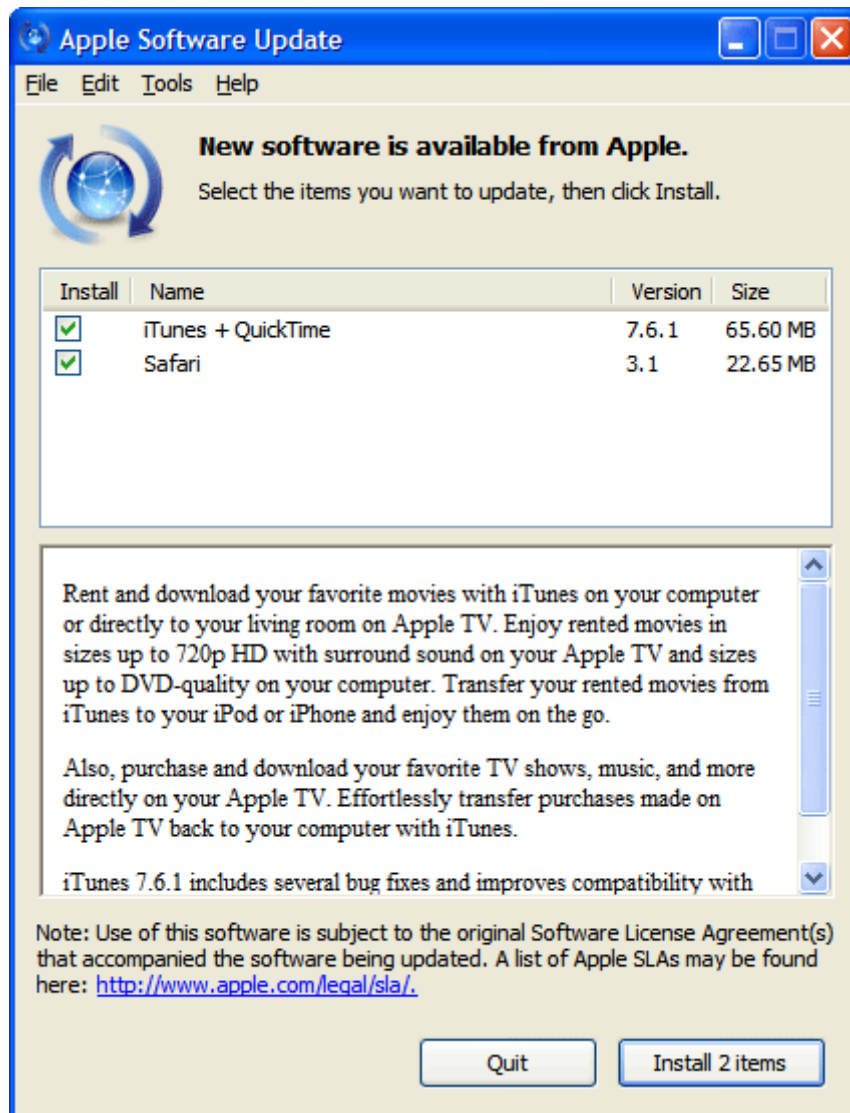 Apple Software Update
File Edit Tools Help
New software is available from Apple.
Select the items you want to update, then click Install.
Install Name Version Size
iTunes + QuickTime 7.6.1 65.60 MB
Safari 3.1 22.65 MB
Rent and download your favorite movies with iTunes on your computer
or directly to your living room on Apple TV. Enjoy rented movies in
sizes up to 720p HD with surround sound on your Apple TV and sizes
up to DVD-quality on your computer. Transfer your rented movies from
iTunes to your iPod or iPhone and enjoy them on the go.
Also, purchase and download your favorite TV shows, music, and more
directly on your Apple TV. Effortlessly transfer purchases made on
Apple TV back to your computer with iTunes.
iTunes 7.6.1 includes several bug fixes and improves compatibility with
Note: Use of this software is subject to the original Software License Agreement(s)
that accompanied the software being updated. A list of Apple SLAs may be found
here: http://www.apple.com/legal/sla/.
Quit Install 2 items